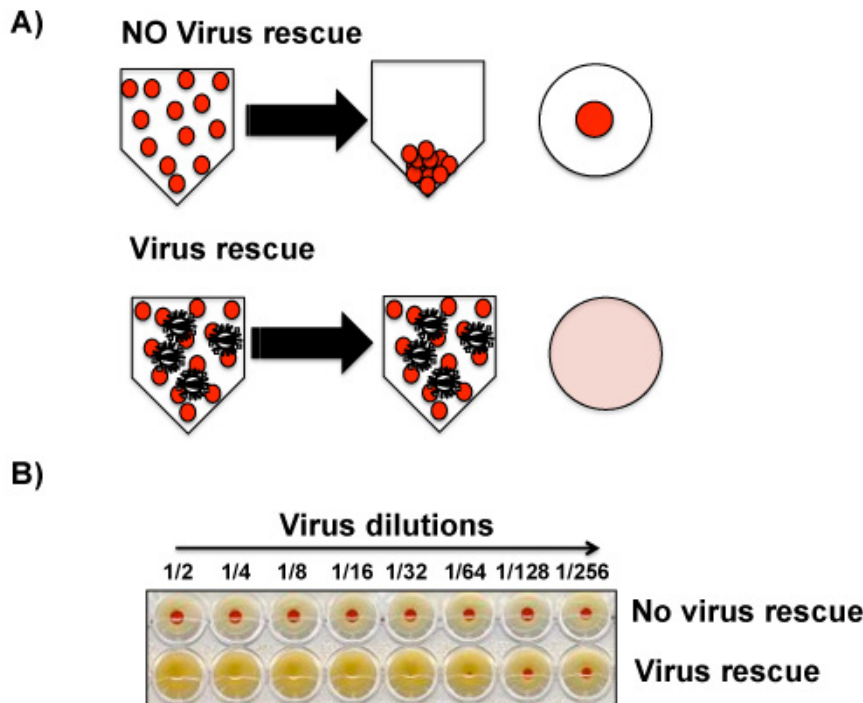 A)
NO Virus rescue
Virus rescue
B)
Virus dilutions
1/2 1/4 1/8 1/16 1/32 1/64 1/128 1/256
No virus rescue
Virus rescue